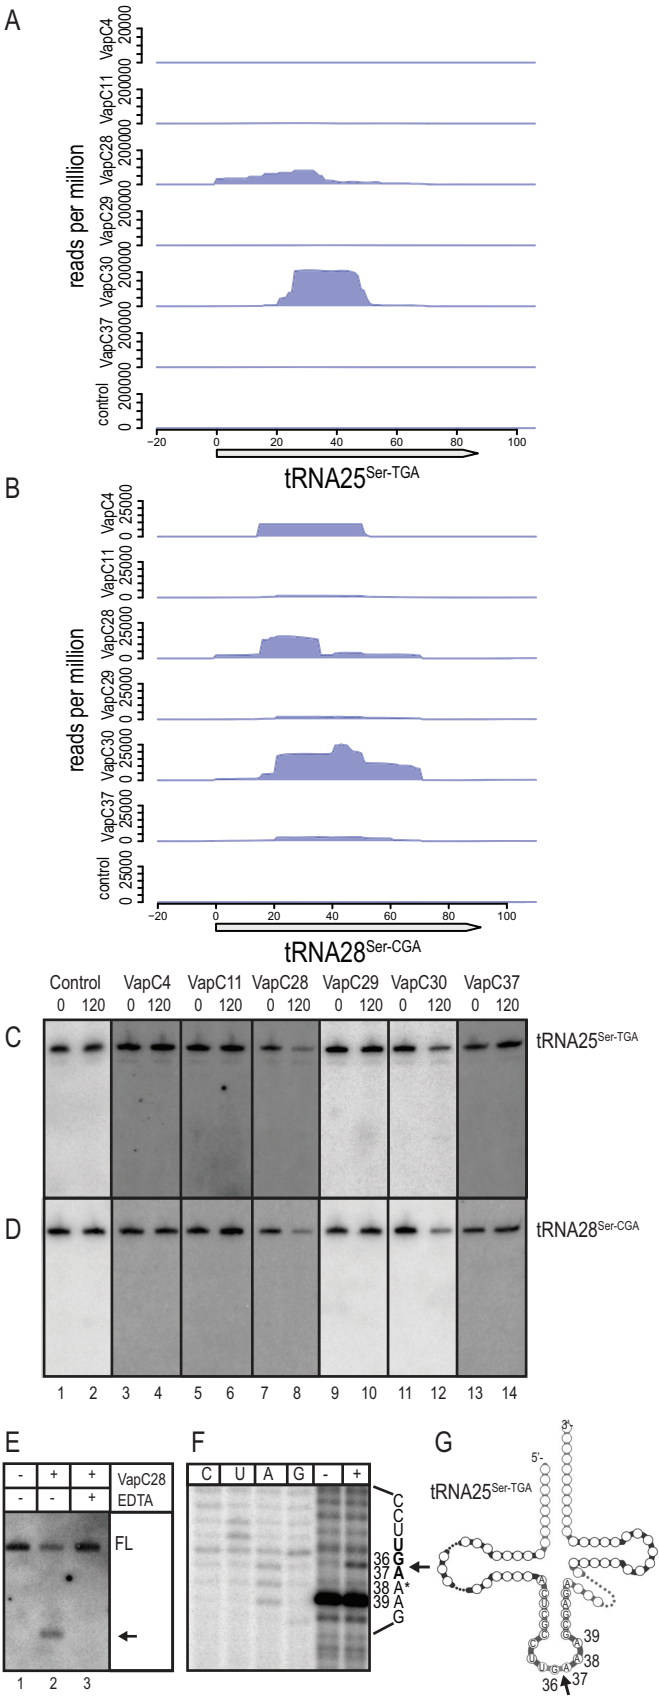 A
reads per million
VapC4
0 20000
VapC11
0 200000
VapC28
0 200000
VapC29
0 200000
VapC30
0 200000
VapC37
0 200000
control
0 200000
−20 0 20 40 60 80 100
tRNA25Ser-TGA
B
reads per million
VapC4
0 25000
VapC11
0 25000
VapC28
0 25000
VapC29
0 25000
VapC30
0 25000
VapC37
0 25000
control
0 25000
−20 0 20 40 60 80 100
tRNA28Ser-CGA
Control VapC4 VapC11 VapC28 VapC29 VapC30 VapC37
0 120 0 120 0 120 0 120 0 120 0 120 0 120
C
tRNA25Ser-TGA
D
tRNA28Ser-CGA
1 2 3 4 5 6 7 8 9 10 11 12 13 14
E
- + + VapC28
- - + EDTA
FL
1 2 3
F
C U A G - +
C
C
U
U
36 G
37 A
38 A*
39 A
G
G
tRNA25Ser-TGA
5'-
3'-
39
38
37
36